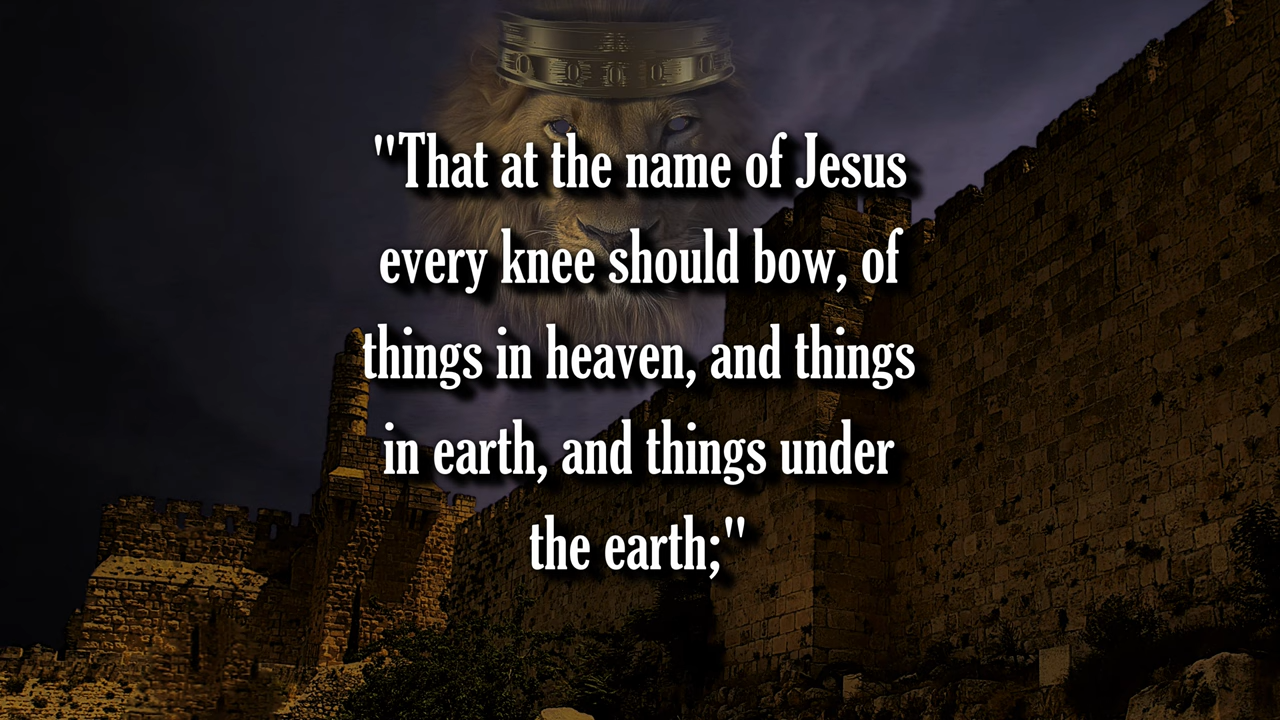 "That at the name of Jesus
every knee should bow, of
things in heaven, and things
in earth, and things under
the earth;"